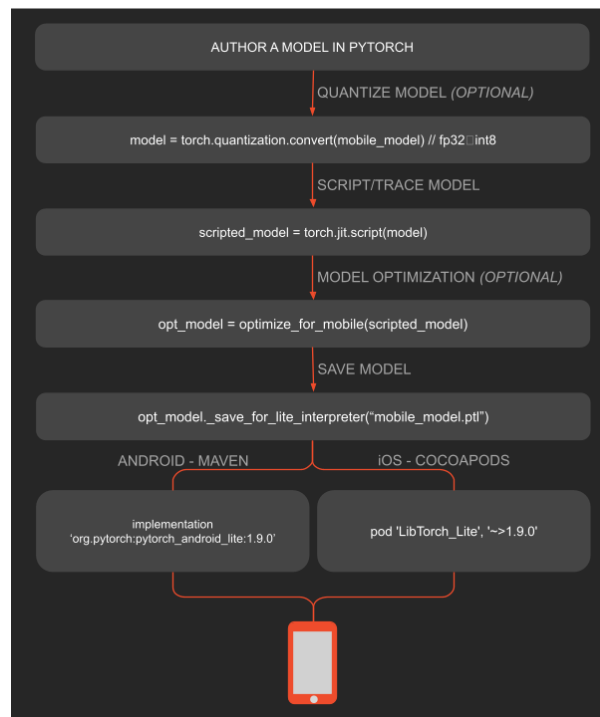 AUTHOR A MODEL IN PYTORCH
QUANTIZE MODEL (OPTIONAL)
model = torch.quantization.convert(mobile_model) // fp32□int8
SCRIPT/TRACE MODEL
scripted_model = torch.jit.script(model)
MODEL OPTIMIZATION (OPTIONAL)
opt_model = optimize_for_mobile(scripted_model)
SAVE MODEL
opt_model._save_for_lite_interpreter(“mobile_model.ptl”)
ANDROID - MAVEN
iOS - COCOAPODS
implementation
‘org.pytorch:pytorch_android_lite:1.9.0’
pod 'LibTorch_Lite', '~>1.9.0'